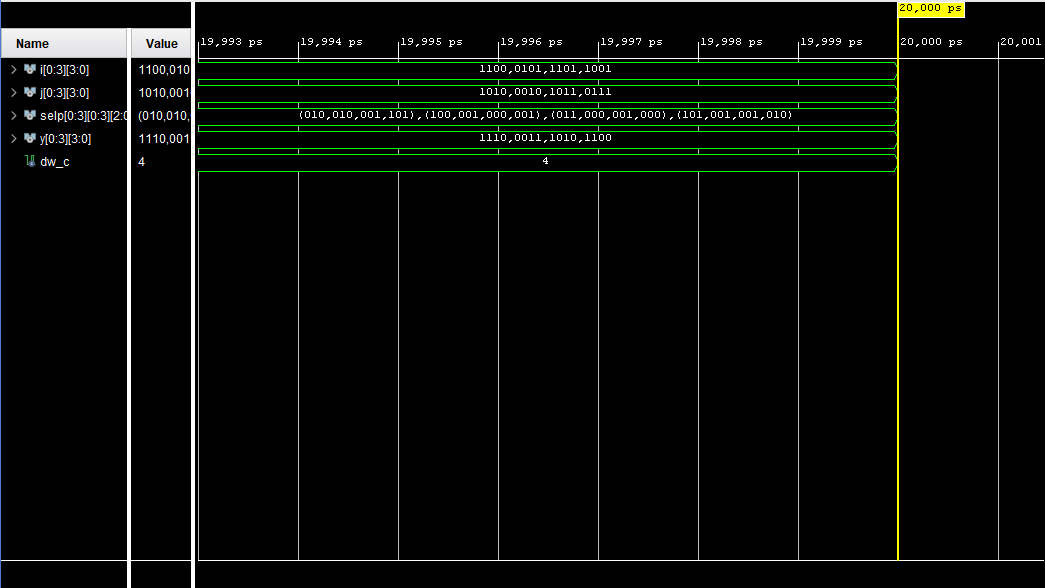 20,000 ps
Name Value 19,993 ps 19,994 ps 19,995 ps 19,996 ps 19,997 ps 19,998 ps 19,999 ps 20,000 ps 20,001
i[0:3][3:0] 1100,010 1100,0101,1101,1001
j[0:3][3:0] 1010,001 1010,0010,1011,0111
selp[0:3][0:3][2:0 (010,010, (010,010,001,101),(100,001,000,001),(011,000,001,000),(101,001,001,010)
y[0:3][3:0] 1110,001 1110,0011,1010,1100
dw_c 4 4